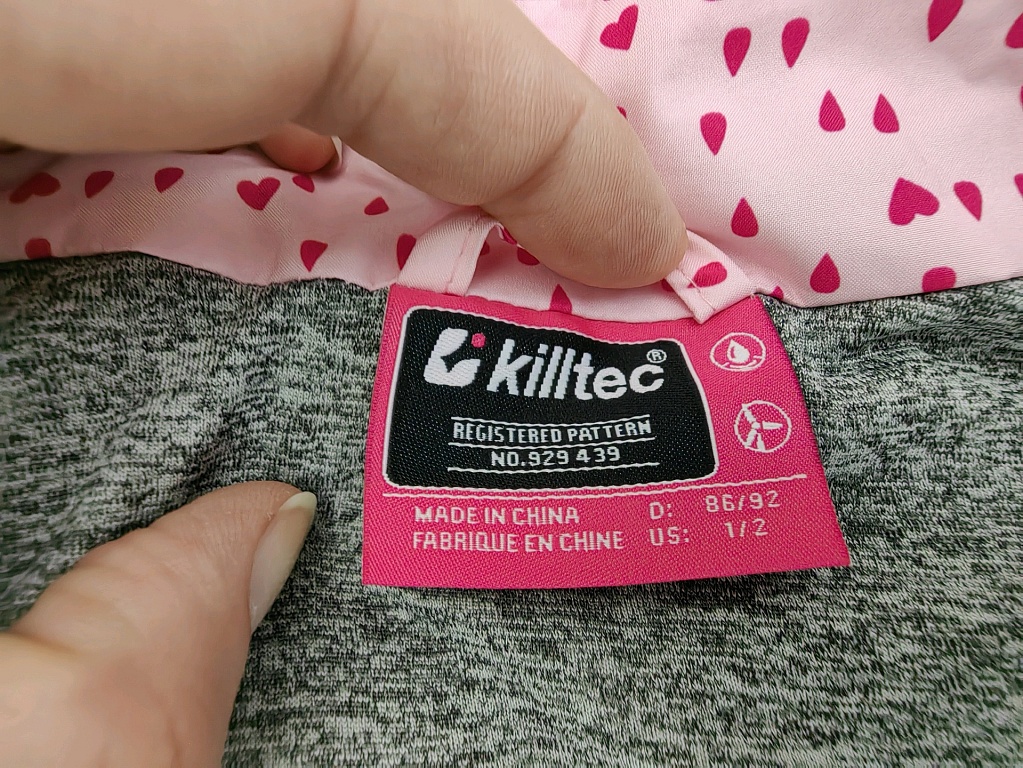 killtec®
REGISTERED PATTERN
NO.929 439
MADE IN CHINA D: 86/92
FABRIQUE EN CHINE US: 1/2